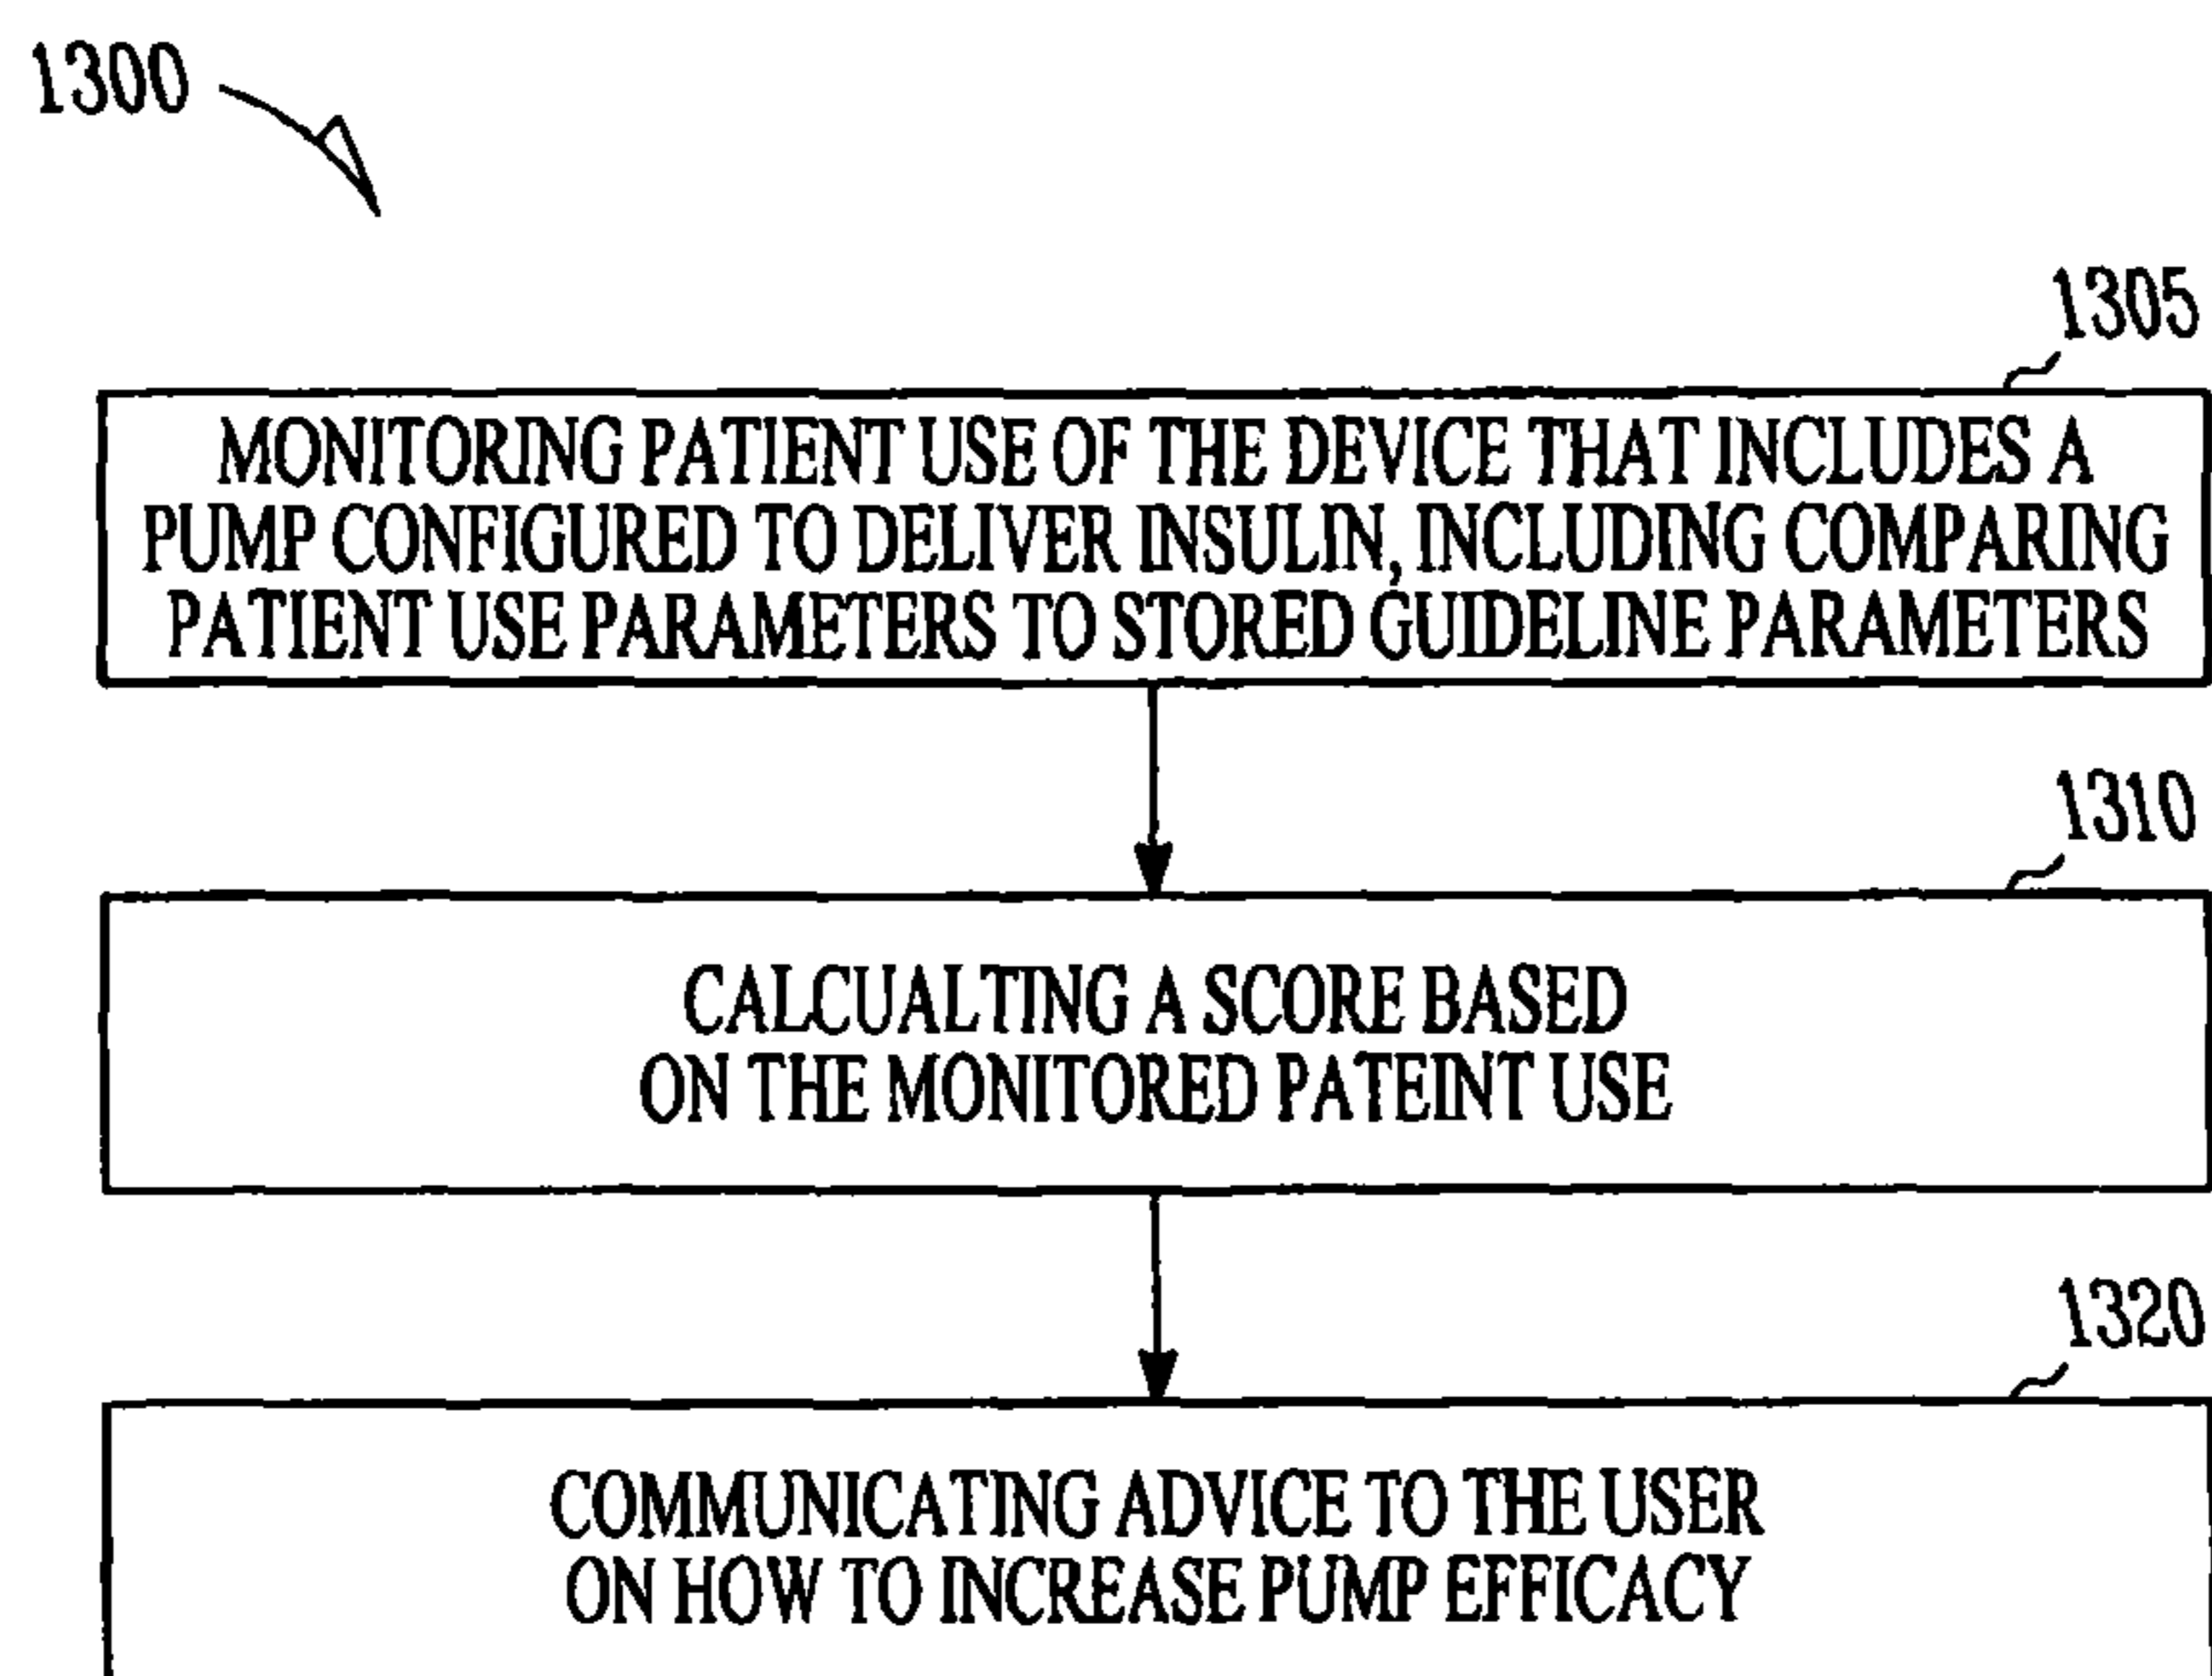 1300
1305
MONITORING PATIENT USE OF THE DEVICE THAT INCLUDES A
PUMP CONFIGURED TO DELIVER INSULIN, INCLUDING COMPARING
PATIENT USE PARAMETERS TO STORED GUIDELINE PARAMETERS
1310
CALCUALTING A SCORE BASED
ON THE MONITORED PATEINT USE
1320
COMMUNICATING ADVICE TO THE USER
ON HOW TO INCREASE PUMP EFFICACY